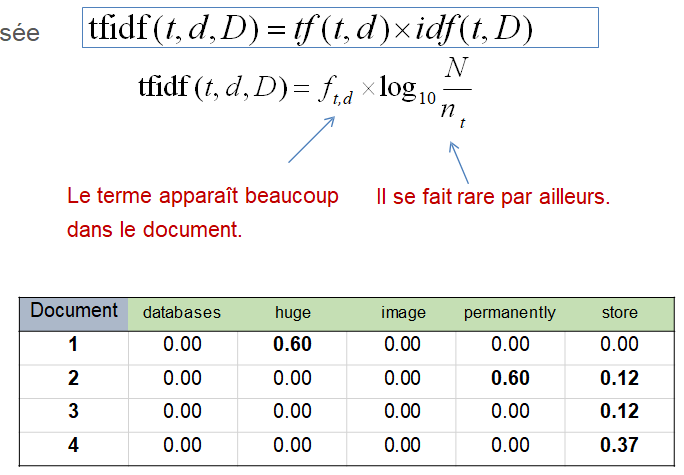 sée
tfidf(t, d, D) = tf(t, d)×idf(t, D)
tfidf(t, d, D) = f_{t,d} × log_{10} N/n_t
Le terme apparaît beaucoup
dans le document.
Il se fait rare par ailleurs.
Document databases huge image permanently store
1 0.00 0.60 0.00 0.00 0.00
2 0.00 0.00 0.00 0.60 0.12
3 0.00 0.00 0.00 0.00 0.12
4 0.00 0.00 0.00 0.00 0.37